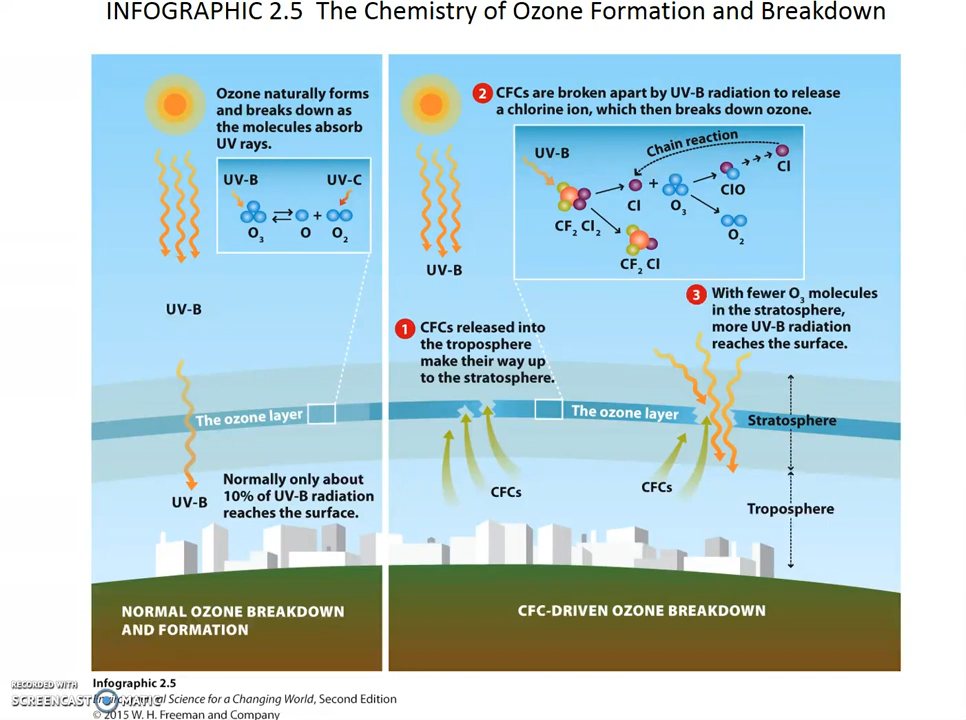 INFOGRAPHIC 2.5 The Chemistry of Ozone Formation and Breakdown
Ozone naturally forms
and breaks down as
the molecules absorb
UV rays.
UV-B
UV-C
O3
O
+
O2
UV-B
The ozone layer
UV-B
Normally only about
10% of UV-B radiation
reaches the surface.
NORMAL OZONE BREAKDOWN
AND FORMATION
2 CFCs are broken apart by UV-B radiation to release
a chlorine ion, which then breaks down ozone.
UV-B
Chain reaction
CF2 Cl2
Cl
+
O3
ClO
Cl
O2
CF2 Cl
UV-B
1 CFCs released into
the troposphere
make their way up
to the stratosphere.
3 With fewer O3 molecules
in the stratosphere,
more UV-B radiation
reaches the surface.
The ozone layer
Stratosphere
CFCs
CFCs
Troposphere
CFC-DRIVEN OZONE BREAKDOWN
Infographic 2.5
Science for a Changing World, Second Edition
© 2015 W. H. Freeman and Company
RECORDED WITH
SCREENCAST MATIC